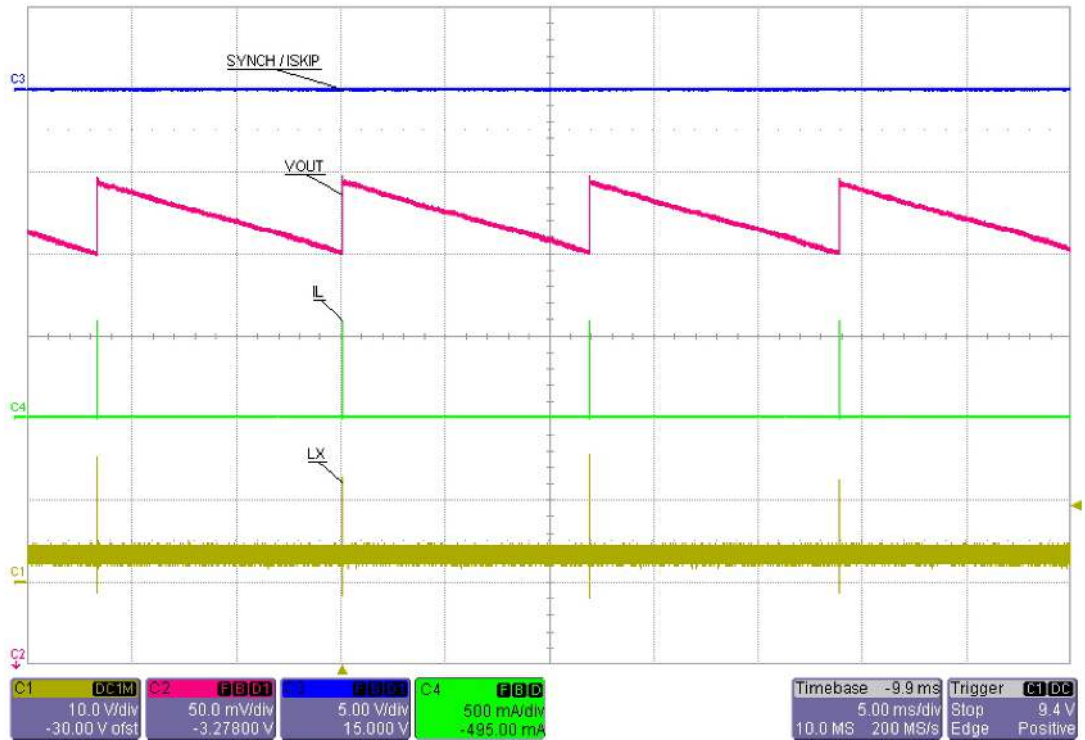 SYNCH / ISKIP
C3
VOUT
IL
C4
LX
C1
C2
C1 DC1M
10.0 V/div
-30.00 V ofst
C2 F B D1
50.0 mV/div
-3.27800 V
C3 F B D1
5.00 V/div
15.000 V
C4 F B D
500 mA/div
-495.00 mA
Timebase -9.9 ms
5.00 ms/div
10.0 MS 200 MS/s
Trigger C1 DC
Stop 9.4 V
Edge Positive